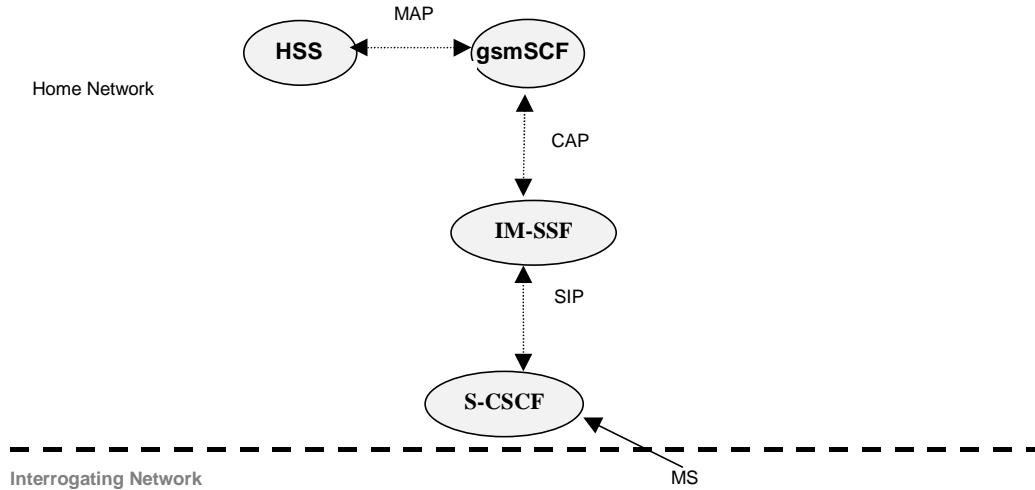 MAP
HSS
gsmSCF
Home Network
CAP
IM-SSF
SIP
S-CSCF
Interrogating Network
MS